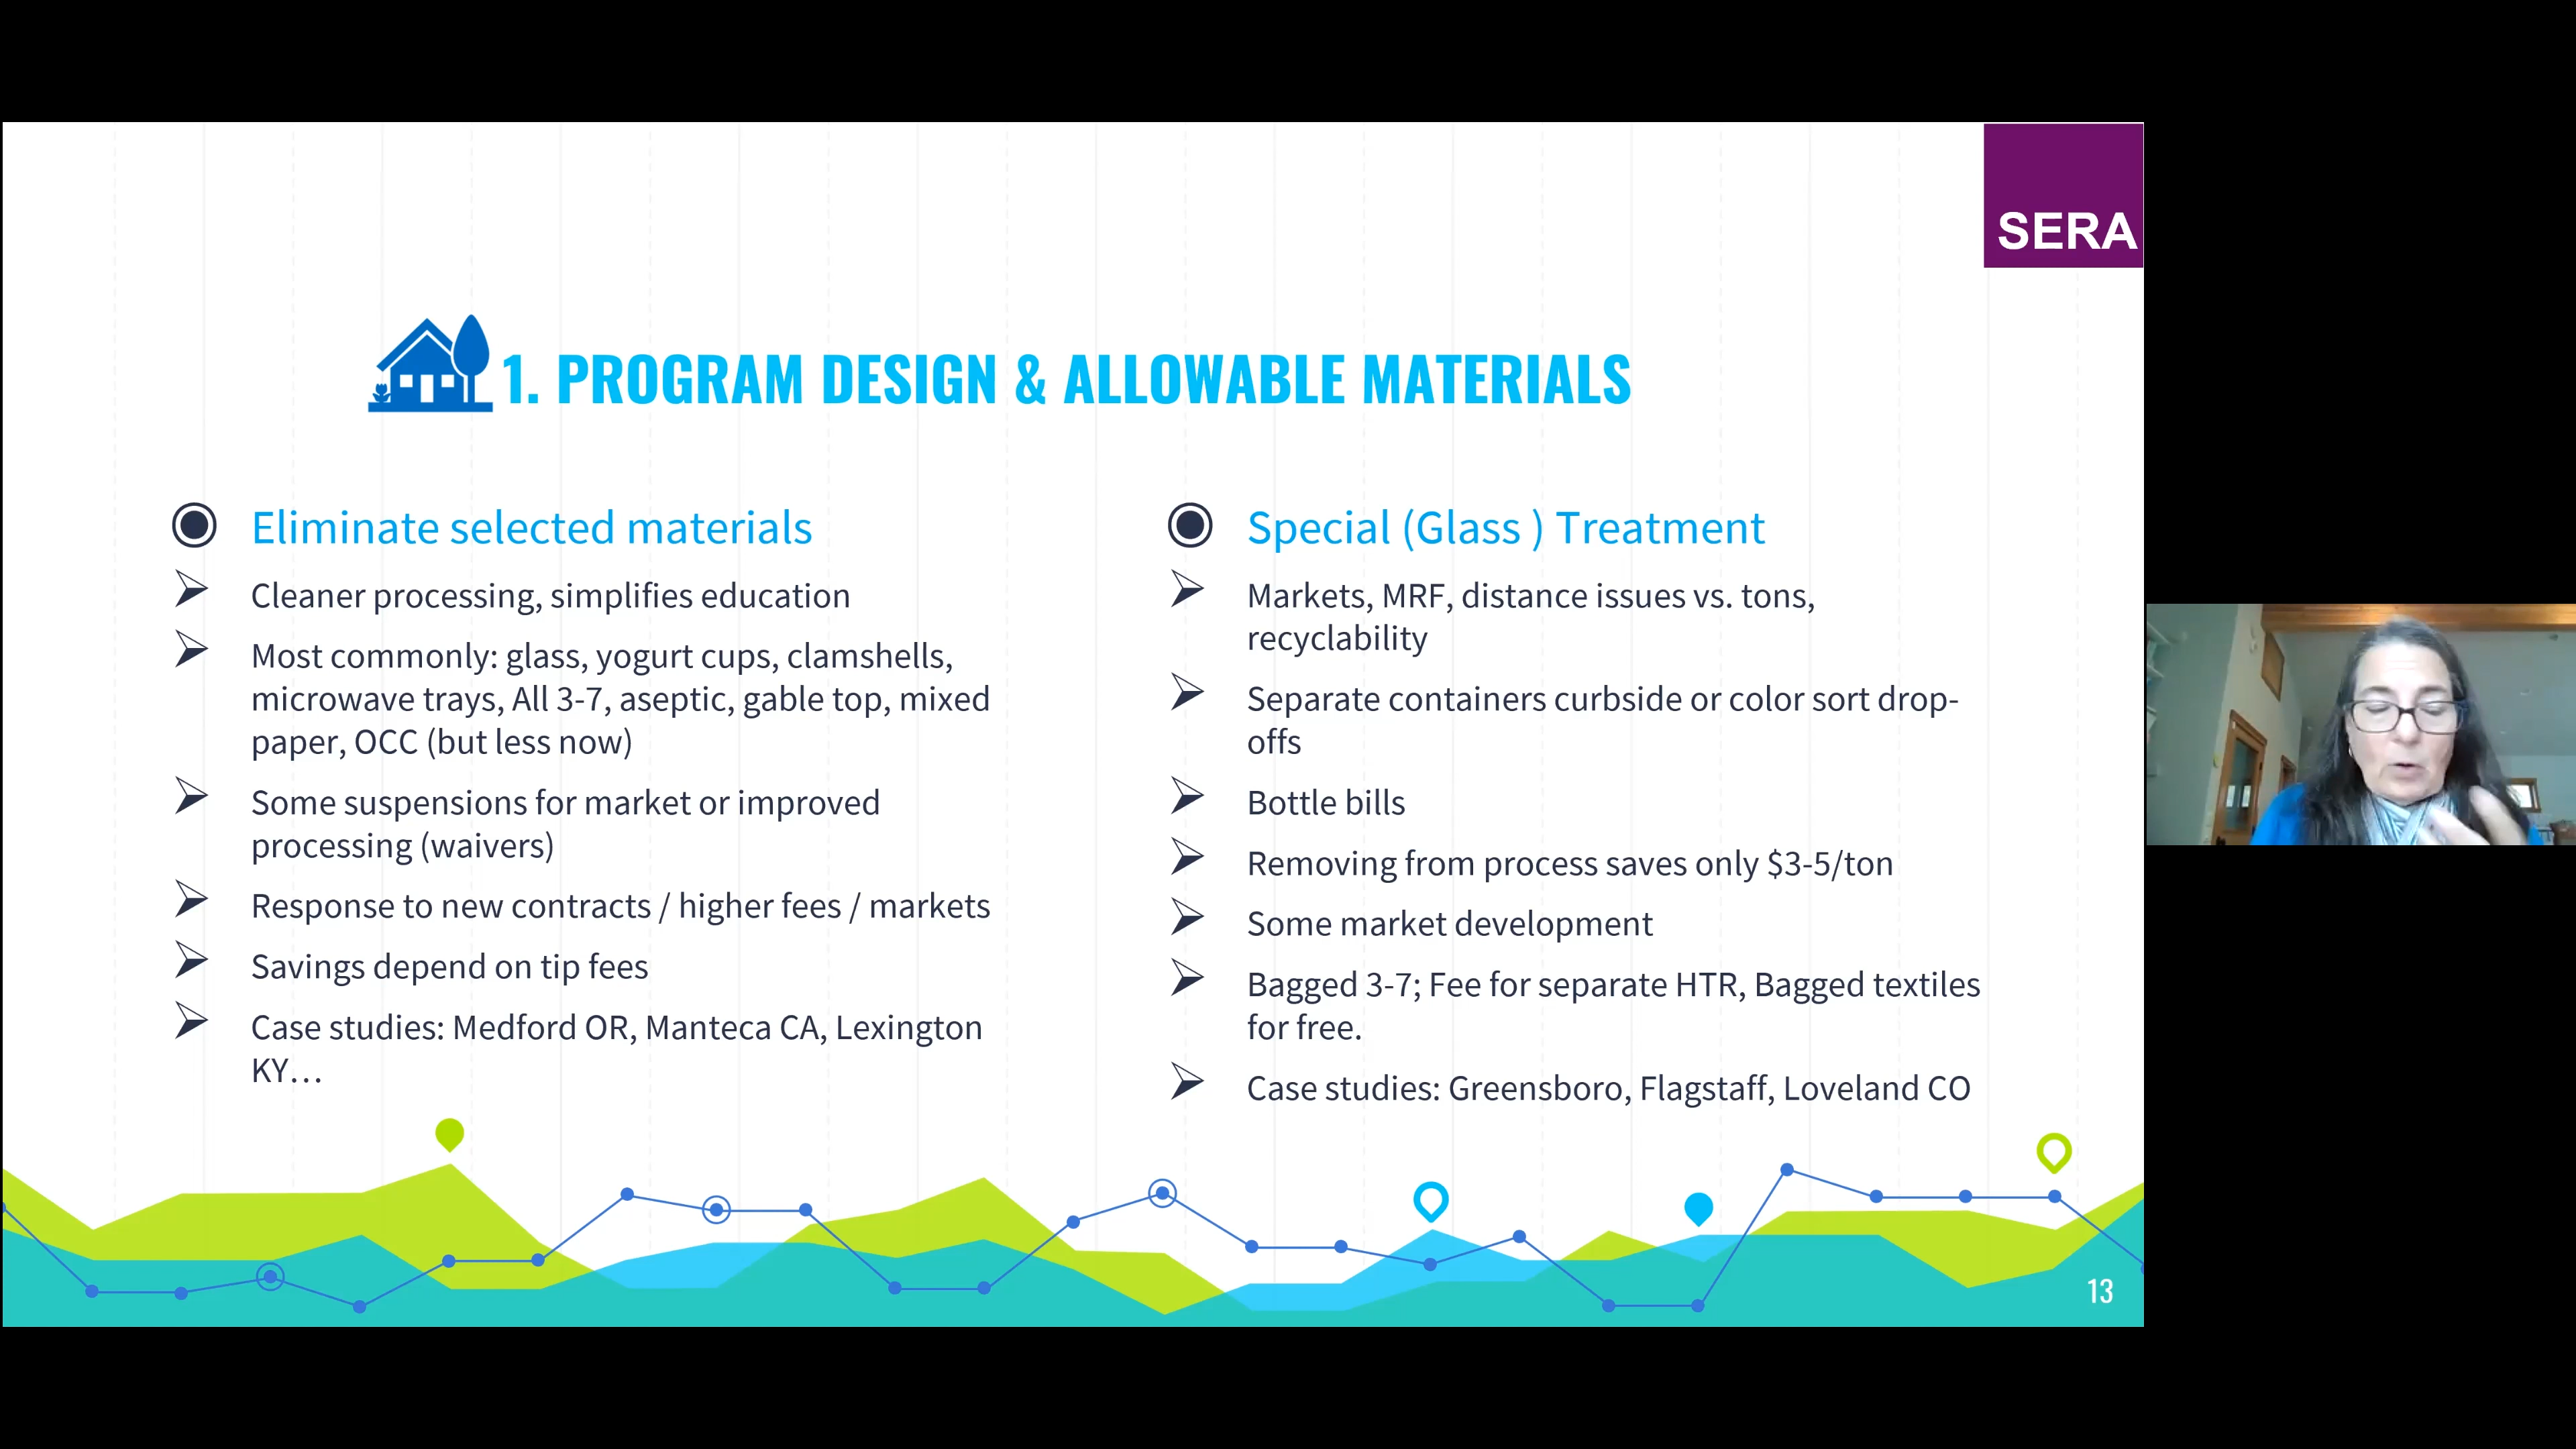 SERA
1. PROGRAM DESIGN & ALLOWABLE MATERIALS
Eliminate selected materials
Cleaner processing, simplifies education
Most commonly: glass, yogurt cups, clamshells,
microwave trays, All 3-7, aseptic, gable top, mixed
paper, OCC (but less now)
Some suspensions for market or improved
processing (waivers)
Response to new contracts / higher fees / markets
Savings depend on tip fees
Case studies: Medford OR, Manteca CA, Lexington
KY...
Special (Glass ) Treatment
Markets, MRF, distance issues vs. tons,
recyclability
Separate containers curbside or color sort drop-
offs
Bottle bills
Removing from process saves only $3-5/ton
Some market development
Bagged 3-7; Fee for separate HTR, Bagged textiles
for free.
Case studies: Greensboro, Flagstaff, Loveland CO
13